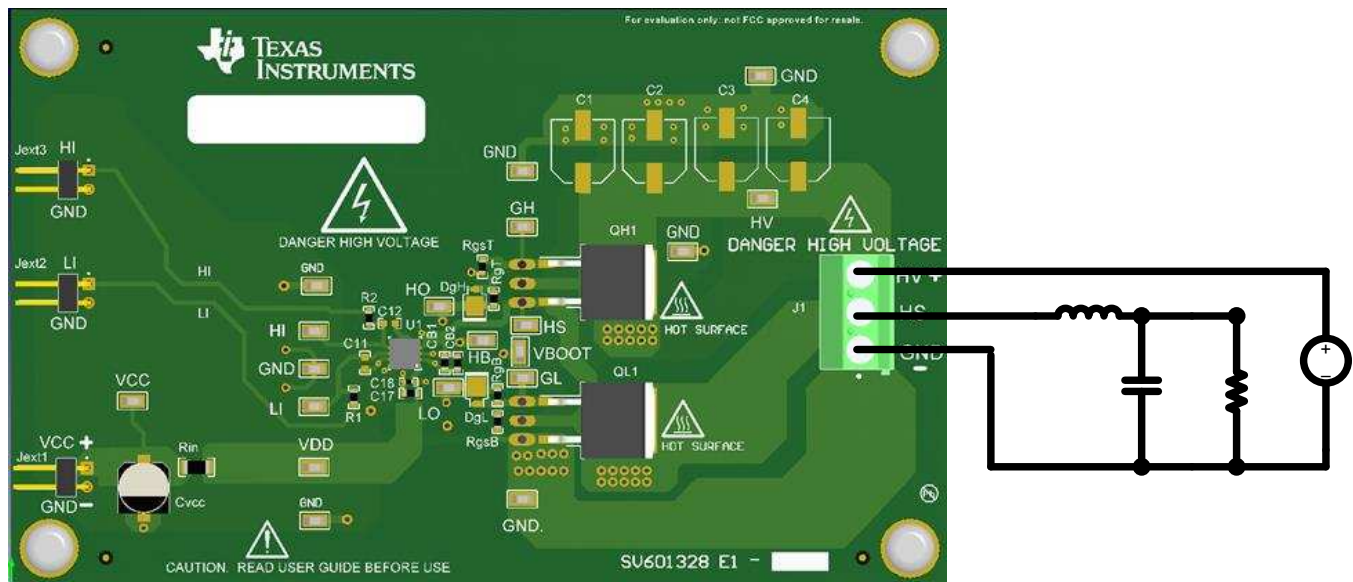 For evaluation only; not FCC approved for resale.
TEXAS
INSTRUMENTS
GND
C1 C2 C3 C4
Jext3 HI
GND
GND
HV
GH
DANGER HIGH VOLTAGE
DANGER HIGH VOLTAGE
QH1
GND
RgsT
RgT
Jext2 LI
GND
HI
LI
GND
HO
DgH
HV +
R2
C12
U1
HS
HOT SURFACE
J1
HS
HI
C11
CB1
CB2
HB
VBOOT
GND
GND
RgB
GL
QL1
VCC
C16
C17
LI
R1
LO
DgL
RgsB
HOT SURFACE
VCC +
Rin
VDD
Jext1
GND -
Cvcc
GND
GND.
CAUTION. READ USER GUIDE BEFORE USE
SV601328 E1 -
+
-